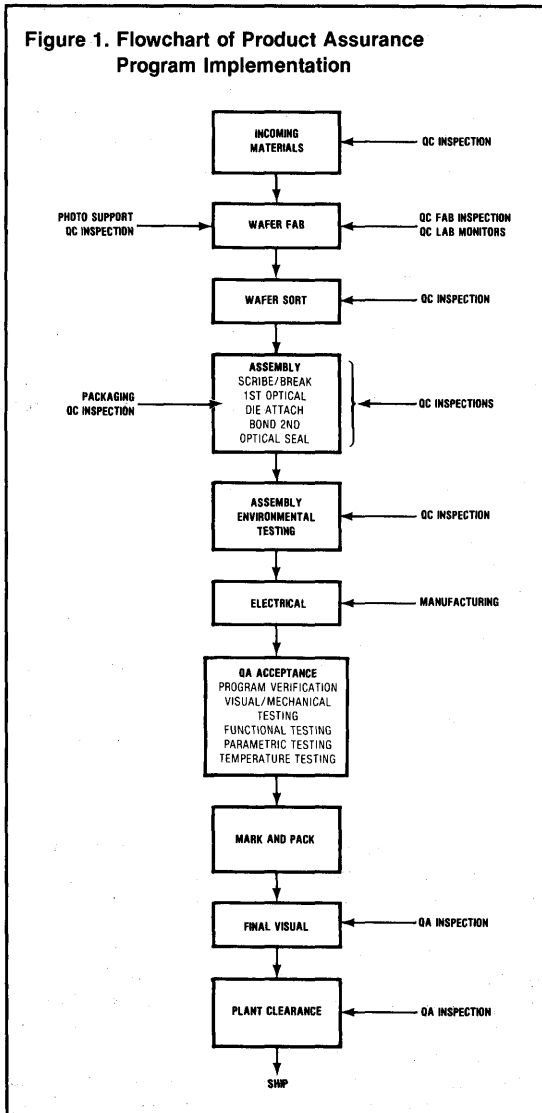 Figure 1. Flowchart of Product Assurance
Program Implementation
INCOMING
MATERIALS
QC INSPECTION
PHOTO SUPPORT
QC INSPECTION
WAFER FAB
QC FAB INSPECTION
QC LAB MONITORS
WAFER SORT
QC INSPECTION
PACKAGING
QC INSPECTION
ASSEMBLY
SCRIBE/BREAK
1ST OPTICAL
DIE ATTACH
BOND 2ND
OPTICAL SEAL
QC INSPECTIONS
ASSEMBLY
ENVIRONMENTAL
TESTING
QC INSPECTION
ELECTRICAL
MANUFACTURING
QA ACCEPTANCE
PROGRAM VERIFICATION
VISUAL/MECHANICAL
TESTING
FUNCTIONAL TESTING
PARAMETRIC TESTING
TEMPERATURE TESTING
MARK AND PACK
FINAL VISUAL
QA INSPECTION
PLANT CLEARANCE
QA INSPECTION
SHIP